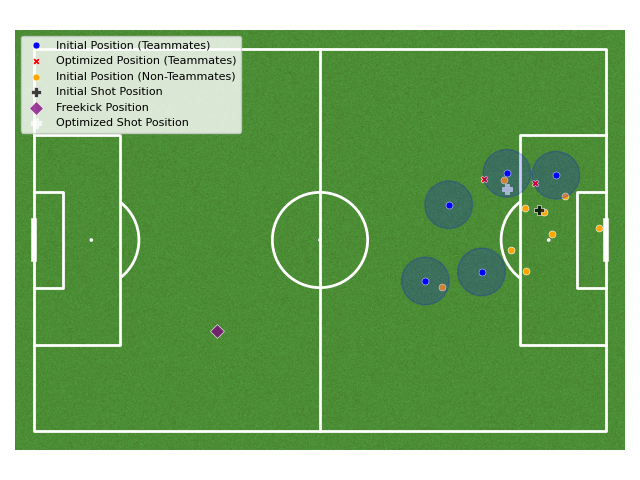 Initial Position (Teammates)
Optimized Position (Teammates)
Initial Position (Non-Teammates)
Initial Shot Position
Freekick Position
Optimized Shot Position